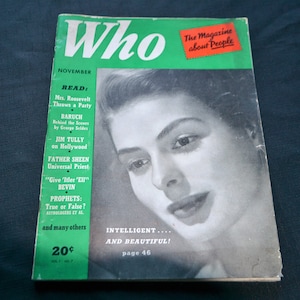 Who
The Magazine
about People
NOVEMBER
READ:
Mrs. Roosevelt
Throws a Party
BARUCH
Behind the Scenes
by George Seldes
JIM TULLY
on Hollywood
FATHER SHEEN
Universal Priest
"Give 'Ider 'Ell"
BEVIN
PROPHETS:
True or False?
and many others
20¢
INTELLIGENT....
AND BEAUTIFUL!
page 46